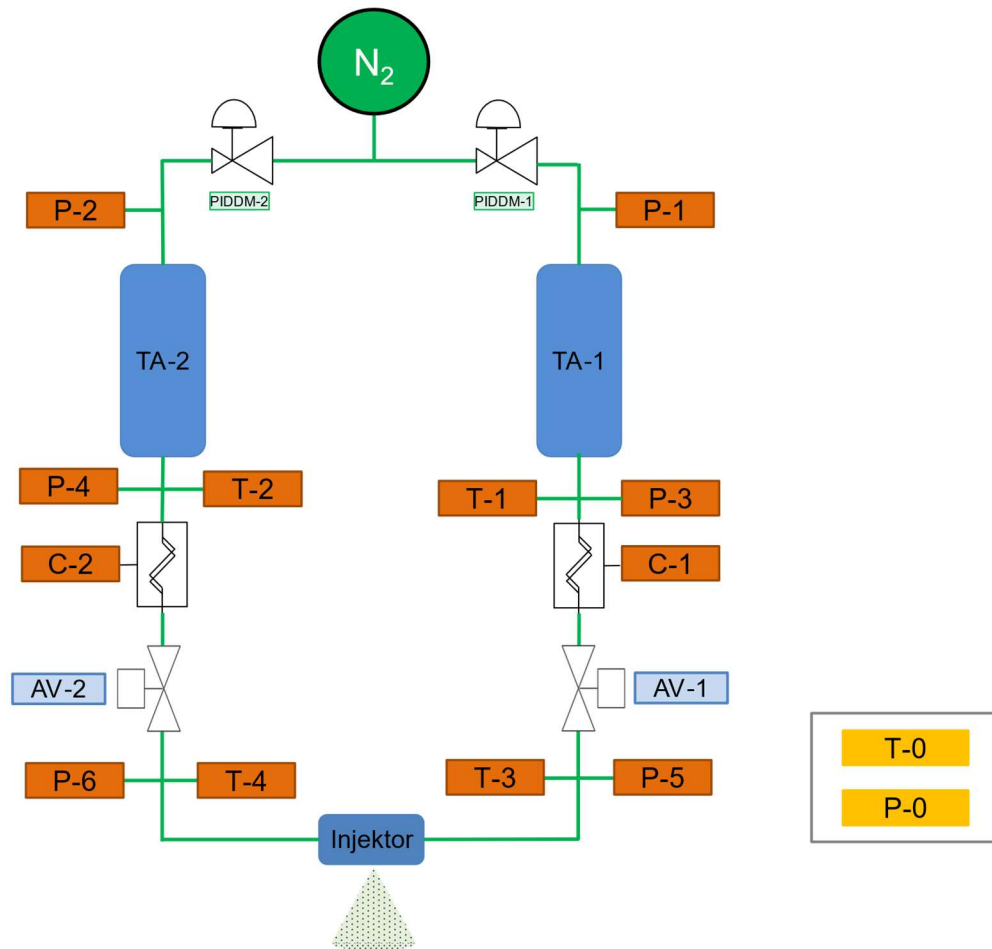 N₂
PIDDM-2
PIDDM-1
P-2
P-1
TA-2
TA-1
P-4
T-2
T-1
P-3
C-2
C-1
AV-2
AV-1
T-0
P-6
T-4
T-3
P-5
P-0
Injektor